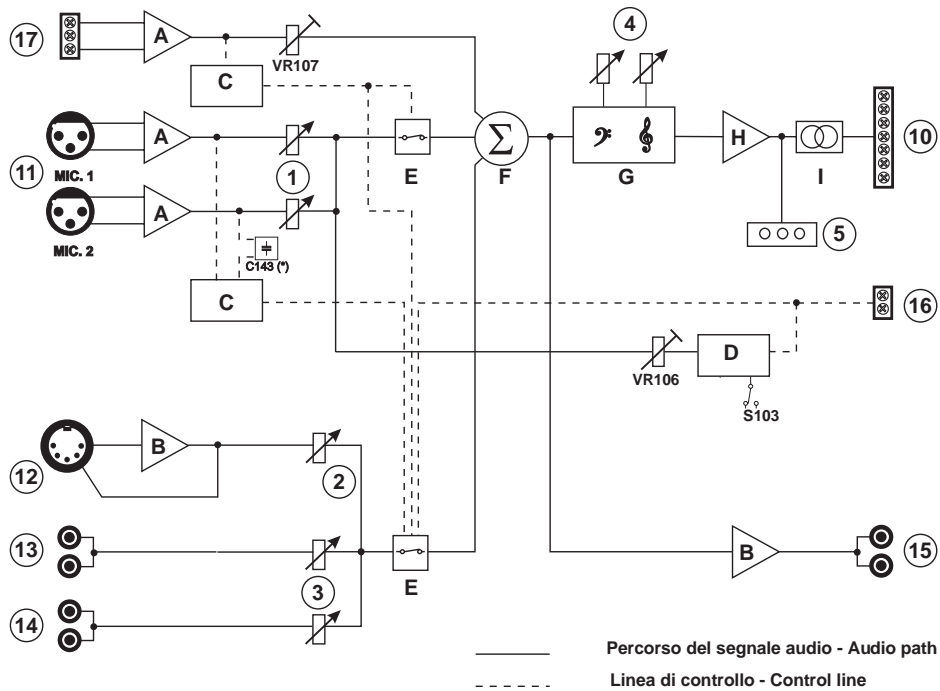 17
A
VR107
4
C
11
MIC. 1
A
1
E
Σ
F
G
H
I
10
MIC. 2
A
5
C143 (*)
C
16
D
VR106
S103
12
B
2
13
3
E
B
15
14
Percorso del segnale audio - Audio path
Linea di controllo - Control line